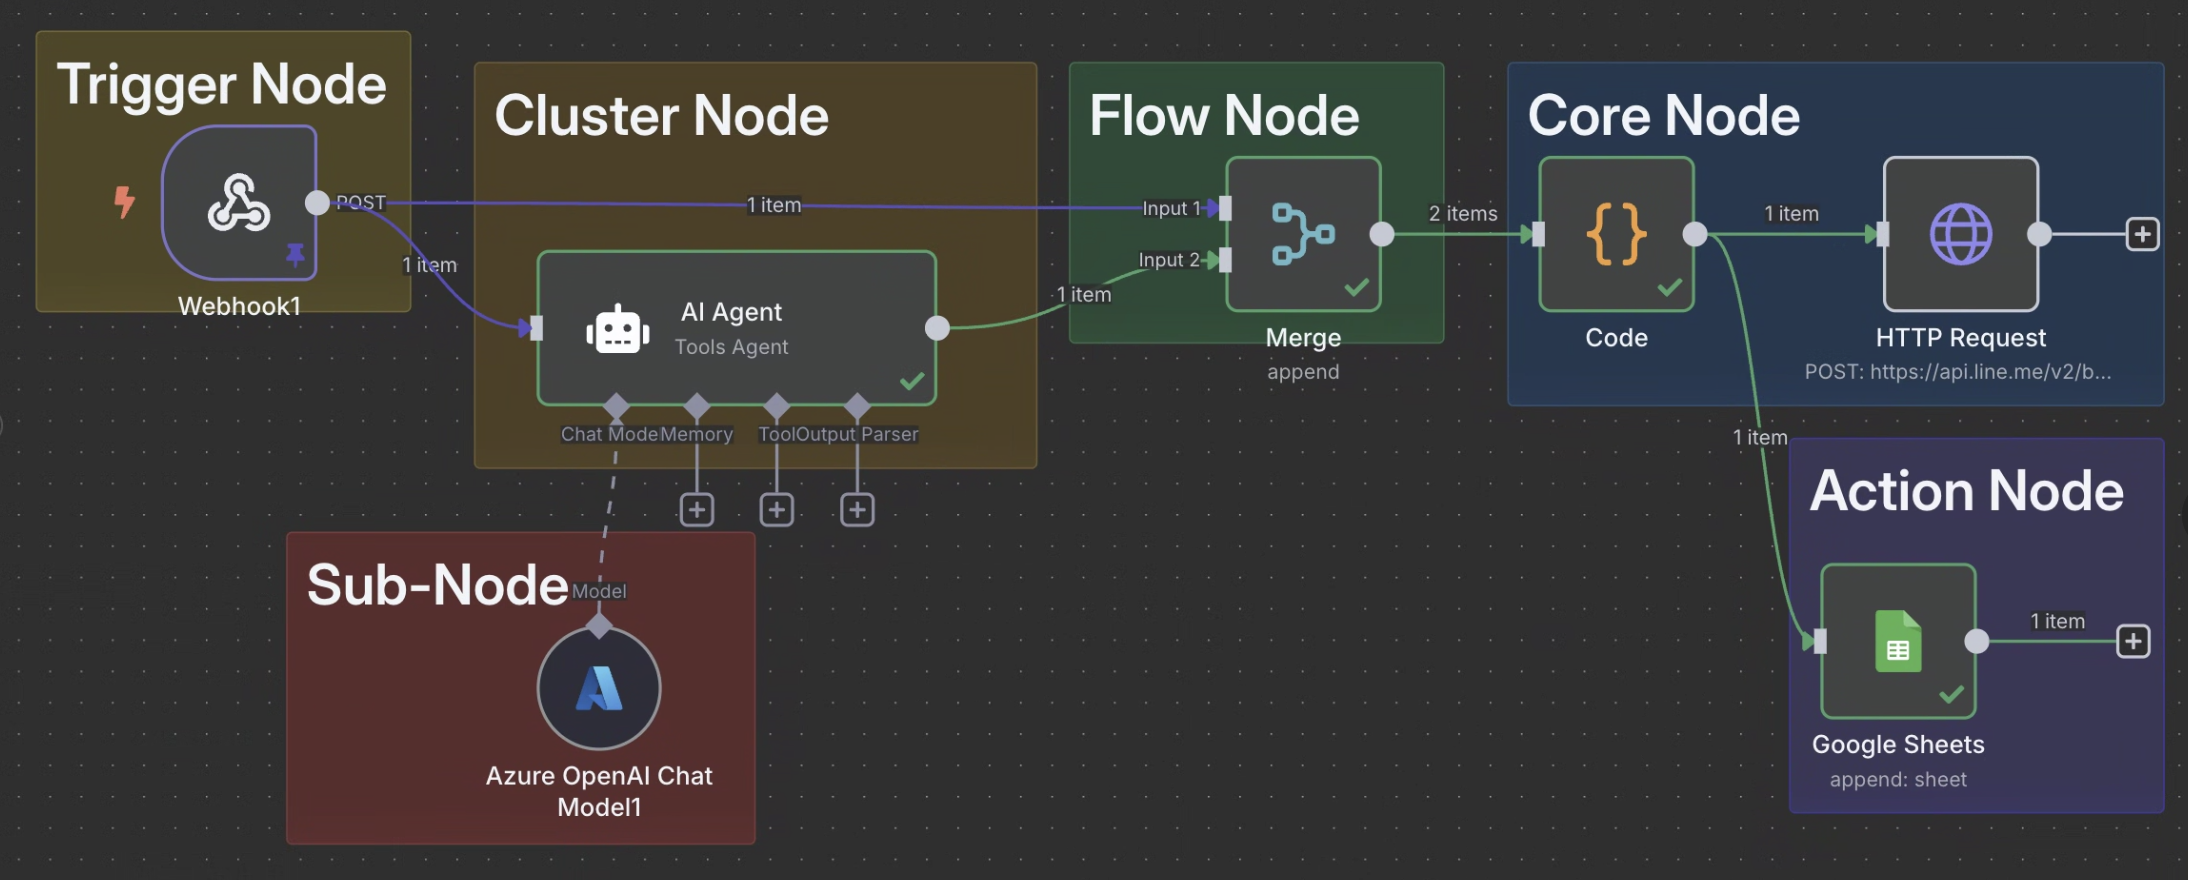 Trigger Node
POST
1 item
Webhook1
Cluster Node
1 item
AI Agent
Tools Agent
Chat Mode
Memory
Tool
Output Parser
Sub-Node
Model
Azure OpenAI Chat
Model1
Flow Node
Input 1
Input 2
1 item
Merge
append
2 items
Core Node
{}
Code
1 item
HTTP Request
POST: https://api.line.me/v2/b...
1 item
Action Node
Google Sheets
append: sheet
1 item